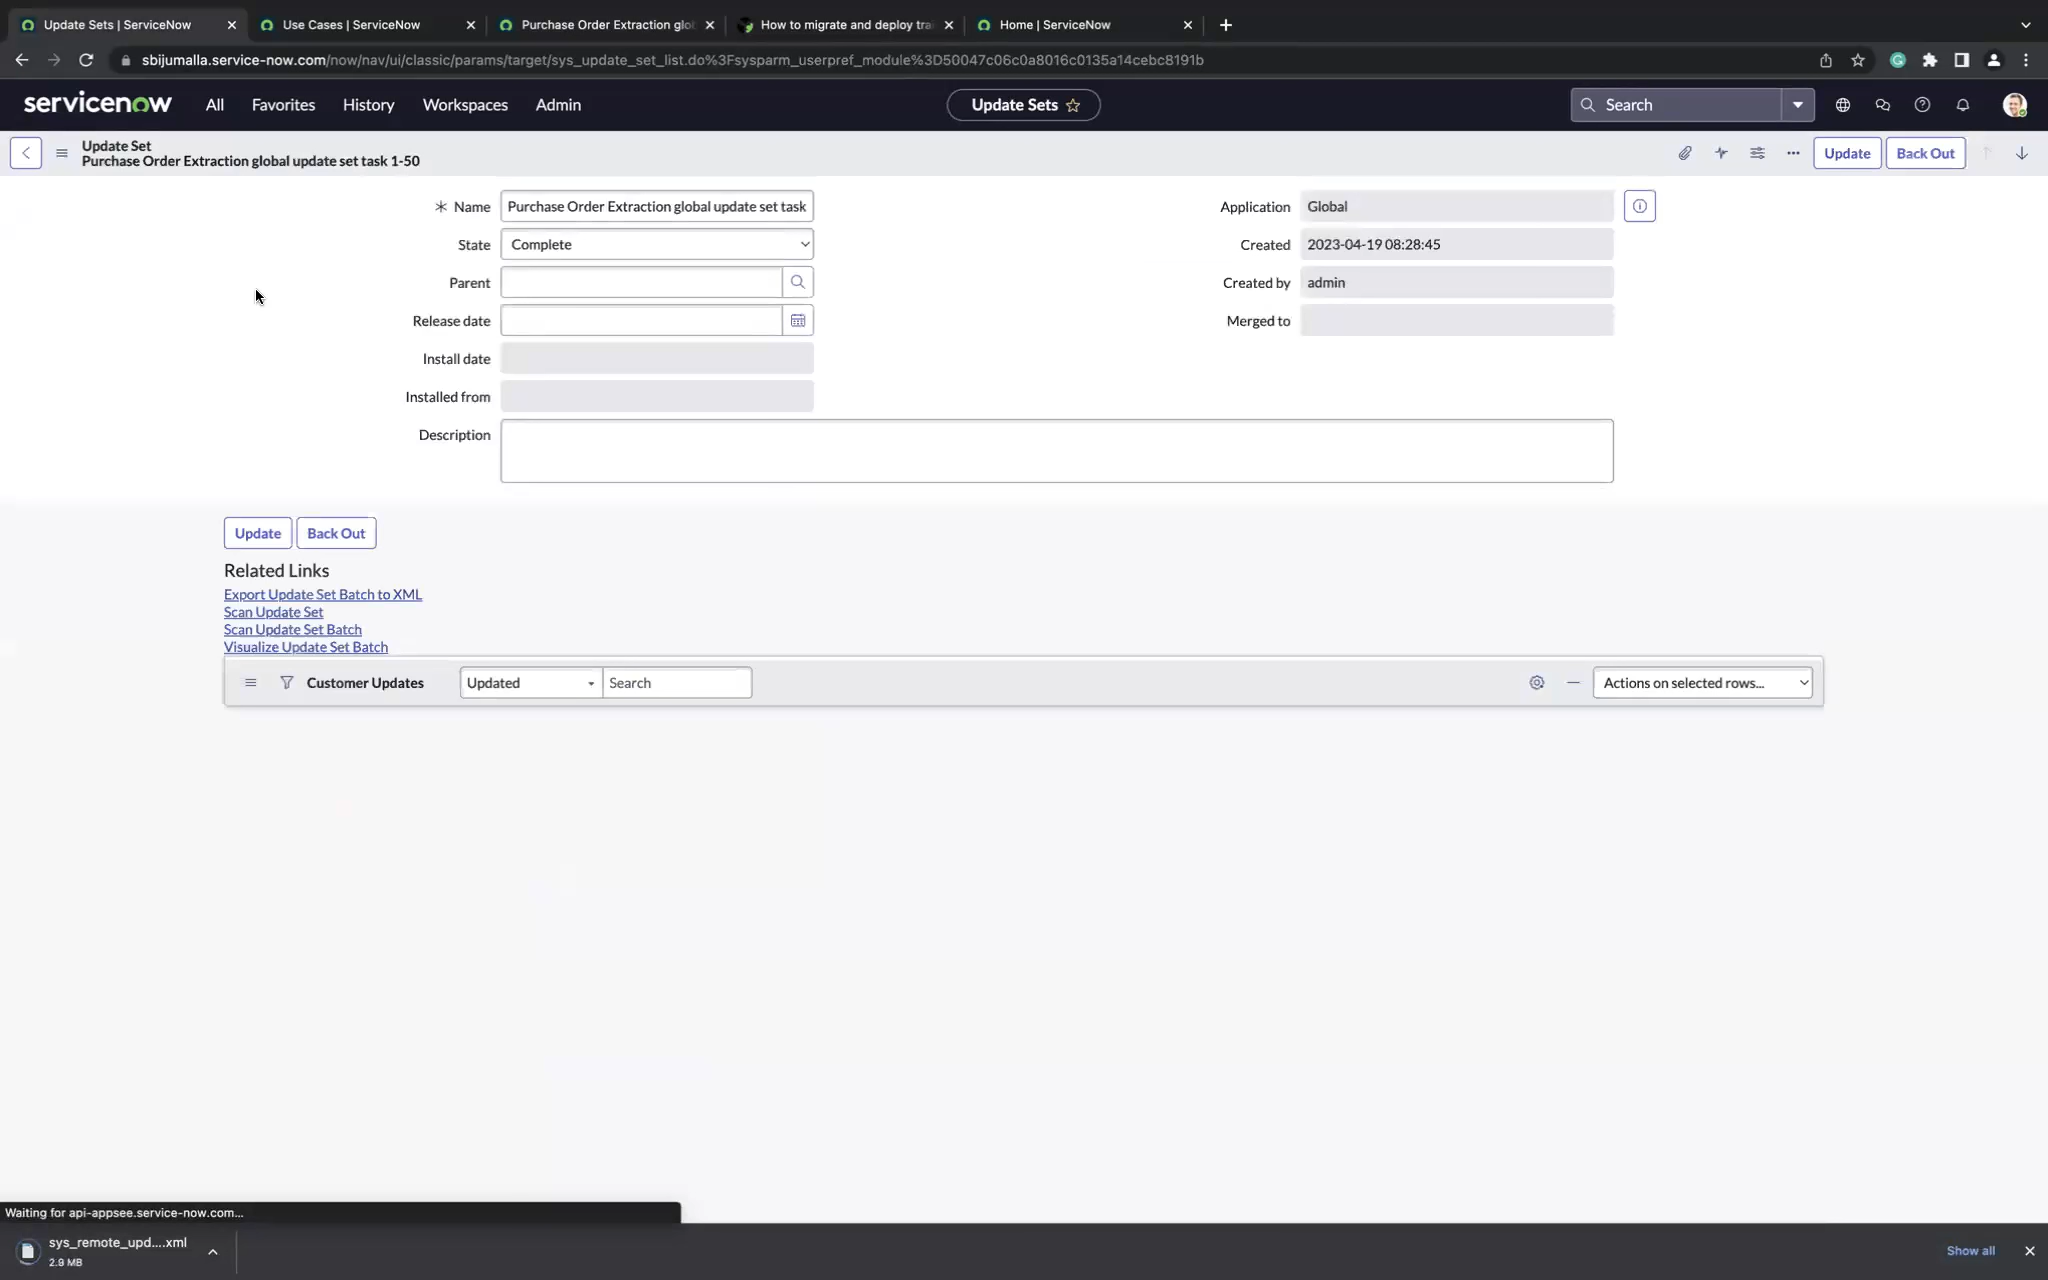 Update Sets | ServiceNow
Use Cases | ServiceNow
Purchase Order Extraction glo
How to migrate and deploy trai
Home | ServiceNow
sbijumalla.service-now.com/now/nav/ui/classic/params/target/sys_update_set_list.do%3Fsysparm_userpref_module%3D50047c06c0a8016c0135a14cebc8191b
servicenow
All
Favorites
History
Workspaces
Admin
Update Sets
Search
Update Set
Purchase Order Extraction global update set task 1-50
Update
Back Out
Name
Purchase Order Extraction global update set task
Application
Global
State
Complete
Created
2023-04-19 08:28:45
Parent
Created by
admin
Release date
Merged to
Install date
Installed from
Description
Update
Back Out
Related Links
Export Update Set Batch to XML
Scan Update Set
Scan Update Set Batch
Visualize Update Set Batch
Customer Updates
Updated
Search
Actions on selected rows...
Waiting for api-appsee.service-now.com...
sys_remote_upd....xml
2.9 MB
Show all